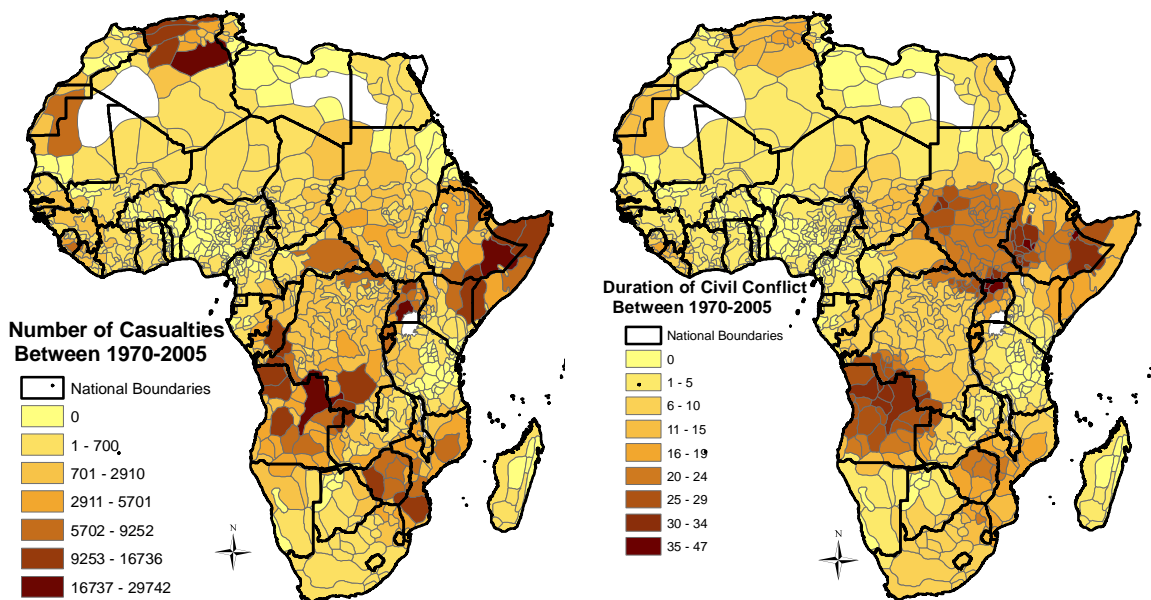 Number of Casualties
Between 1970-2005
National Boundaries
0
1 - 700
701 - 2910
2911 - 5701
5702 - 9252
9253 - 16736
16737 - 29742
N
Duration of Civil Conflict
Between 1970-2005
National Boundaries
0
1 - 5
6 - 10
11 - 15
16 - 19
20 - 24
25 - 29
30 - 34
35 - 47
N